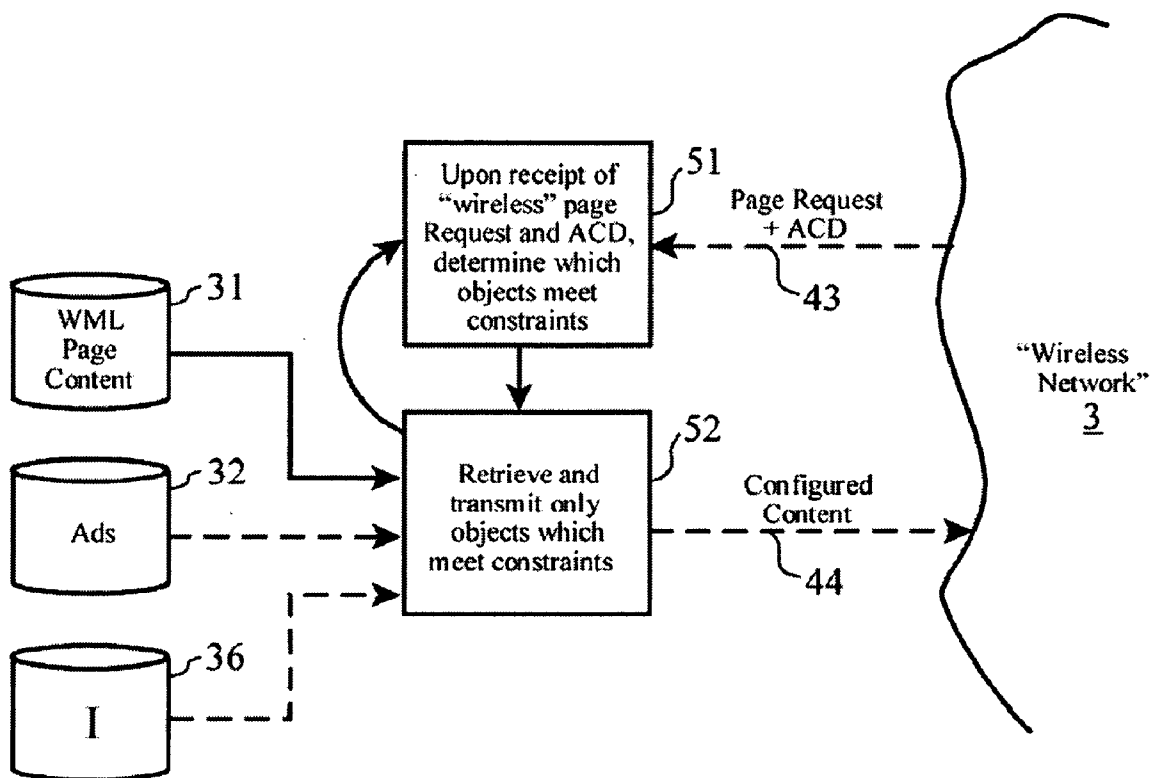 Upon receipt of
“wireless” page
Request and ACD,
determine which
objects meet
constraints
51
Page Request
+ ACD
43
31
WML
Page
Content
“Wireless
Network”
3
32
Ads
52
Retrieve and
transmit only
objects which
meet constraints
Configured
Content
44
36
I